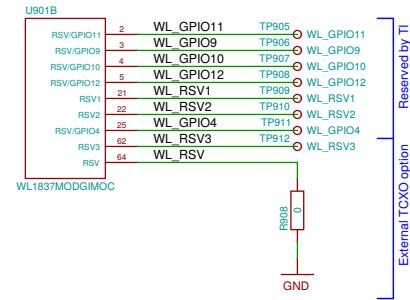 U901B
RSV/GPIO11 2 WL_GPIO11 TP905 WL_GPIO11
RSV/GPIO9 3 WL_GPIO9 TP906 WL_GPIO9
RSV/GPIO10 4 WL_GPIO10 TP907 WL_GPIO10
RSV/GPIO12 5 WL_GPIO12 TP908 WL_GPIO12
RSV1 21 WL_RSV1 TP909 WL_RSV1
RSV2 22 WL_RSV2 TP910 WL_RSV2
RSV/GPIO4 25 WL_GPIO4 TP911 WL_GPIO4
RSV3 62 WL_RSV3 TP912 WL_RSV3
RSV 64 WL_RSV
WL1837MODGIMOC
R908
0
GND
Reserved by TI
External TCXO option